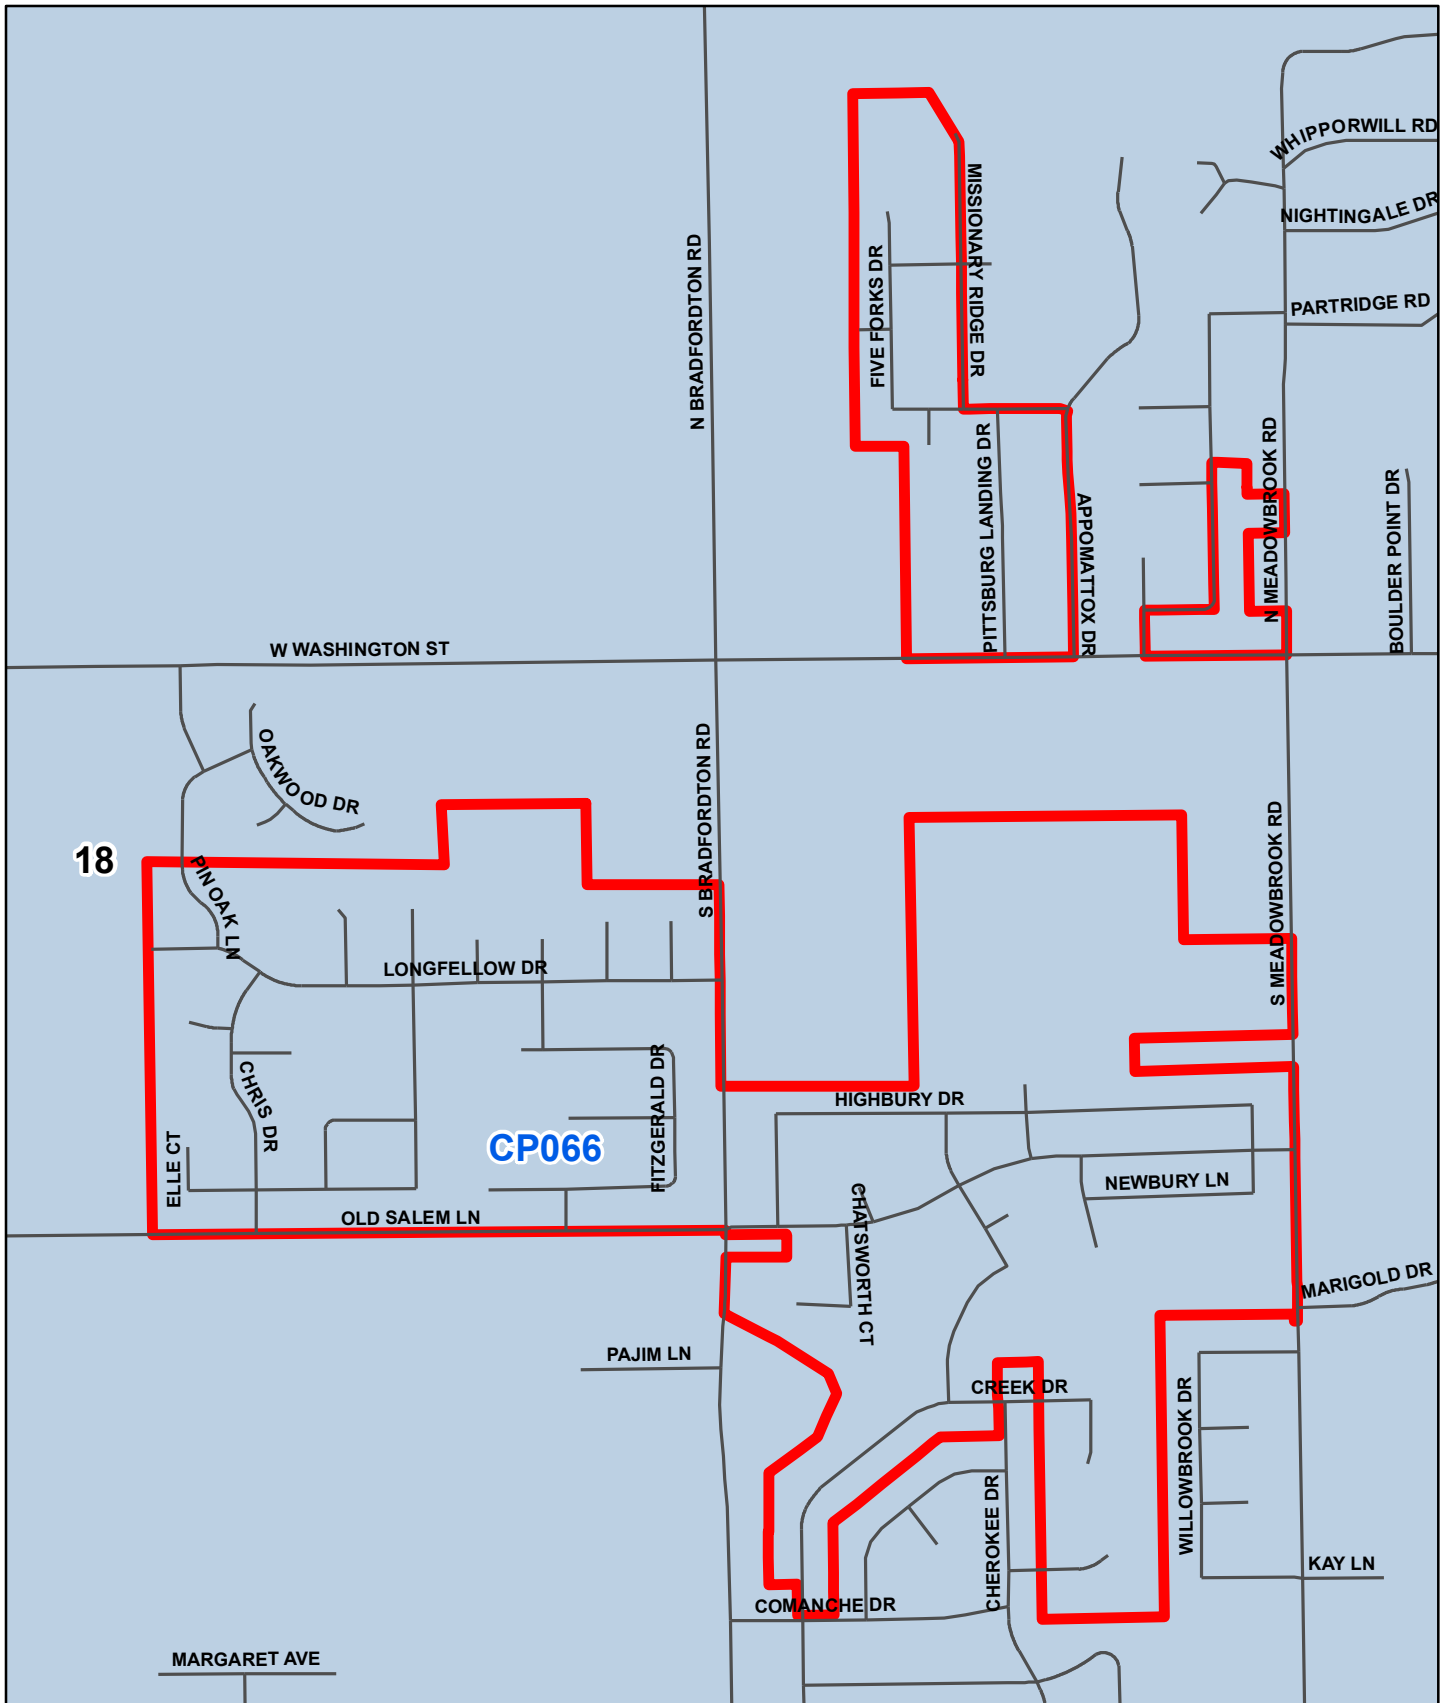 WHIPPORWILL RD
NIGHTINGALE DR
PARTRIDGE RD
MISSIONARY RIDGE DR
FIVE FORKS DR
N BRADFORDTON RD
N MEADOWBROOK RD
PITTSBURG LANDING DR
APPOMATTOX DR
BOULDER POINT DR
W WASHINGTON ST
OAKWOOD DR
S BRADFORDTON RD
S MEADOWBROOK RD
18
PIN OAK LN
LONGFELLOW DR
CHRIS DR
FITZGERALD DR
HIGHBURY DR
CP066
ELLE CT
NEWBURY LN
OLD SALEM LN
CHATSWORTH CT
MARIGOLD DR
PAJIM LN
CREEK DR
WILLOWBROOK DR
CHEROKEE DR
KAY LN
COMANCHE DR
MARGARET AVE